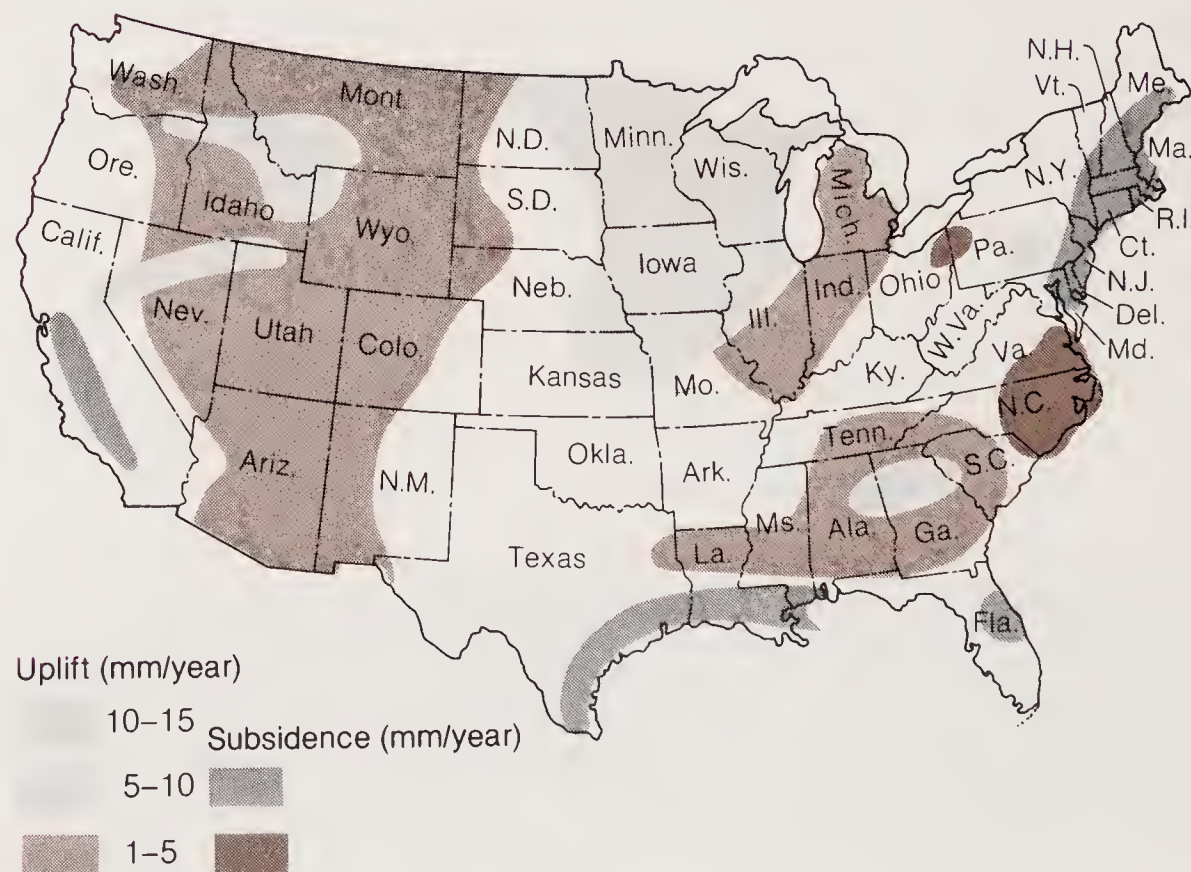 N.H.
Vt.
Me.
Wash.
Mont.
N.D.
Minn.
Ma.
Ore.
Wis.
Mich.
N.Y.
Idaho
S.D.
R.I.
Calif.
Wyo.
Pa.
Ct.
Iowa
Neb.
Ohio
Ind.
N.J.
Nev.
Utah
Colo.
Ill.
W.Va.
Del.
Va.
Md.
Kansas
Mo.
Ky.
N.C.
Tenn.
Ariz.
N.M.
Okla.
Ark.
S.C.
Texas
La.
Ms.
Ala.
Ga.
Fla.
Uplift (mm/year)
10–15
Subsidence (mm/year)
5–10
1–5